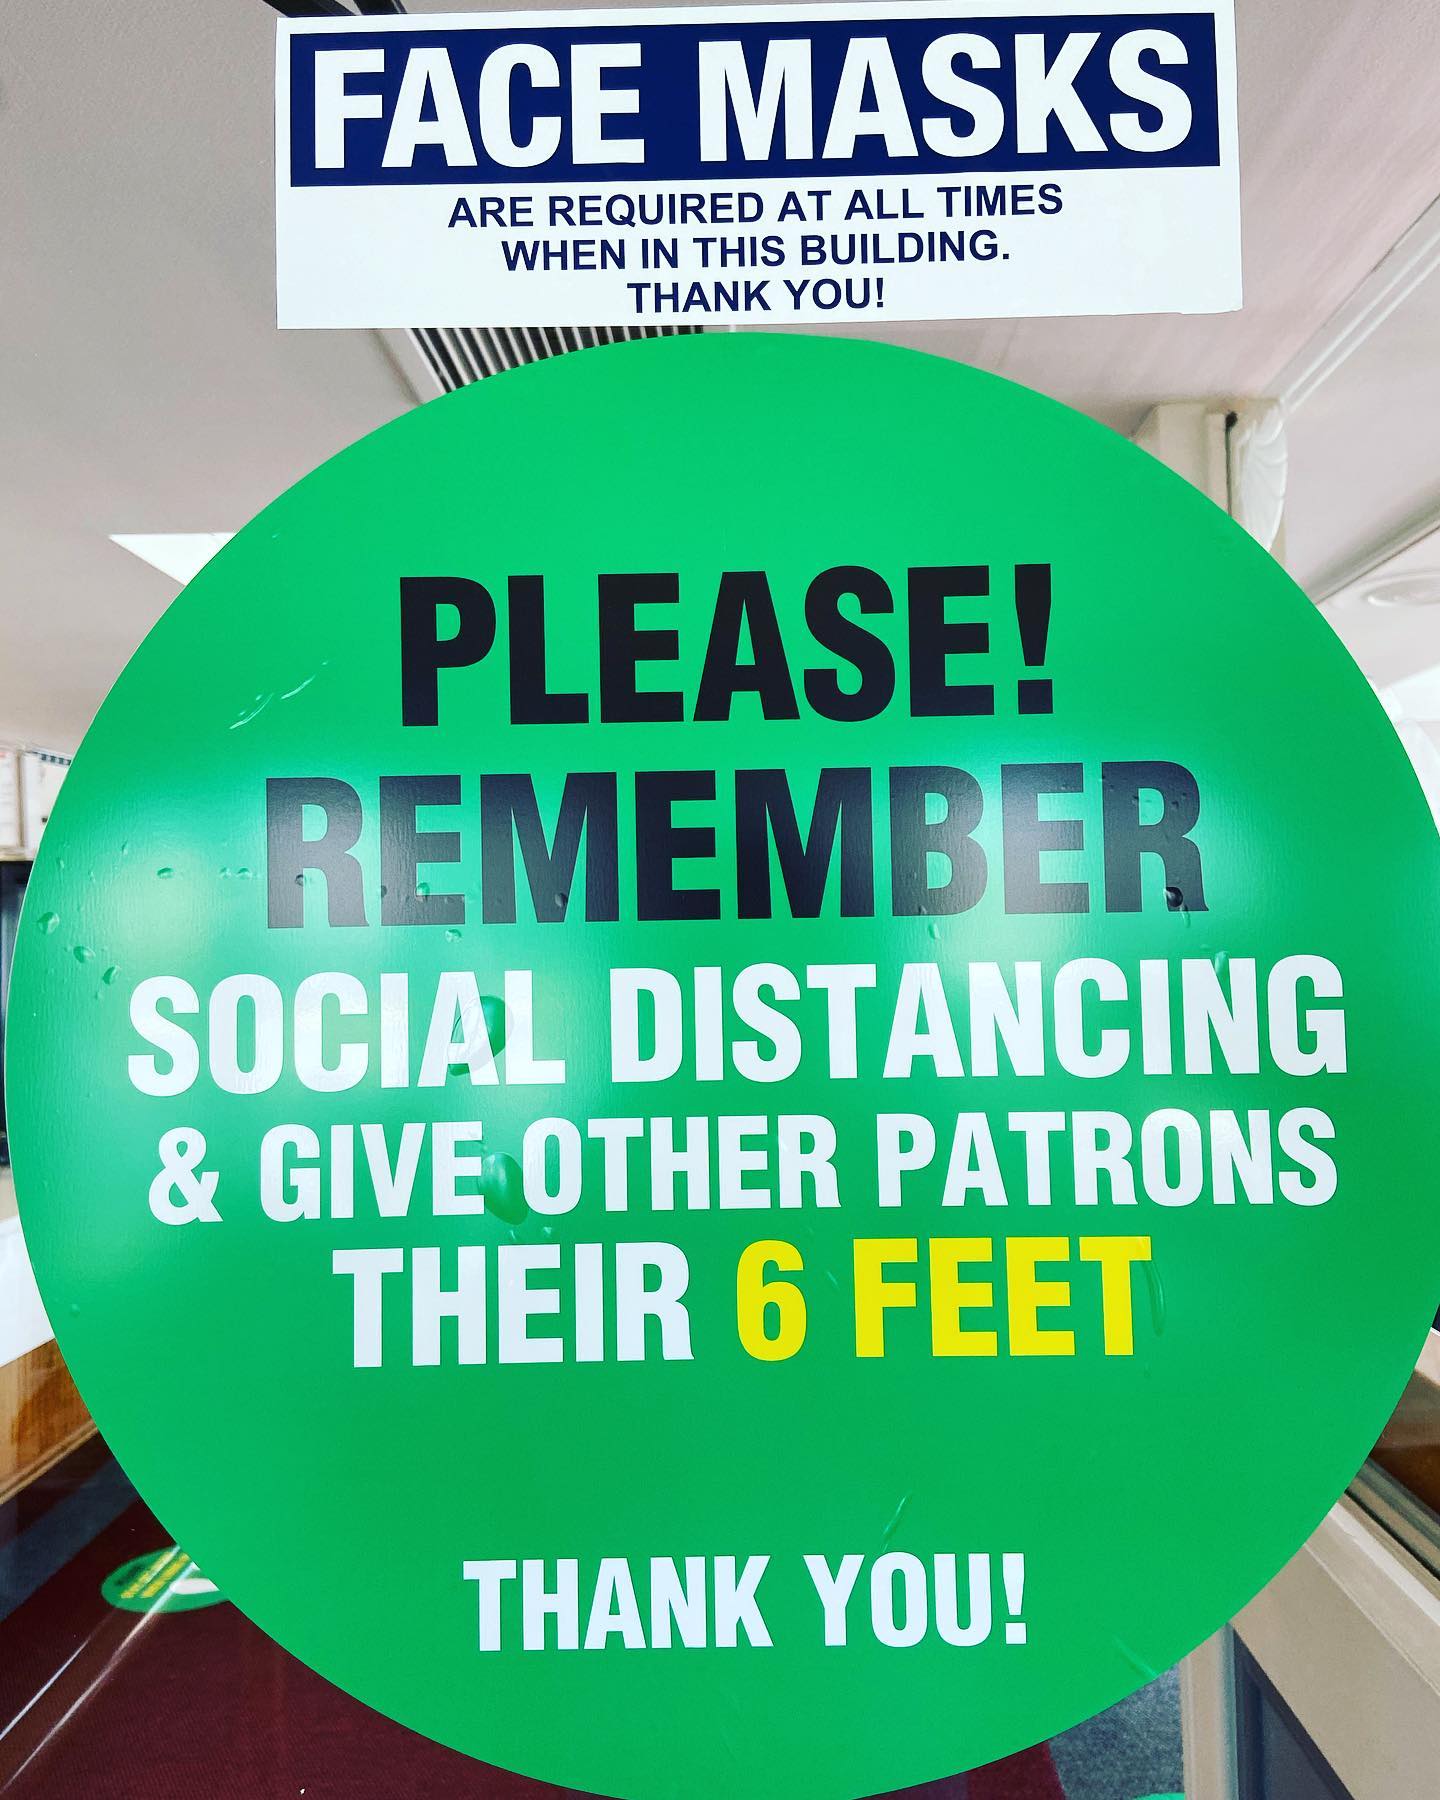 FACE MASKS
ARE REQUIRED AT ALL TIMES
WHEN IN THIS BUILDING.
THANK YOU!
PLEASE!
REMEMBER
SOCIAL DISTANCING
& GIVE OTHER PATRONS
THEIR 6 FEET
THANK YOU!